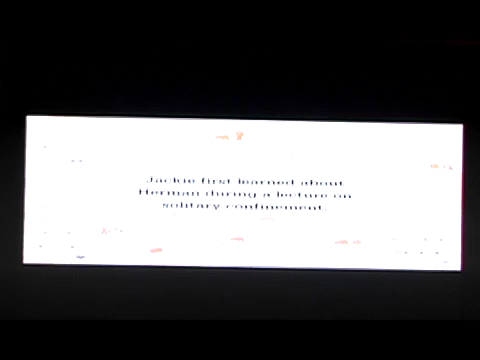 Jackie first learned about
Herman during a lecture on
solitary confinement.